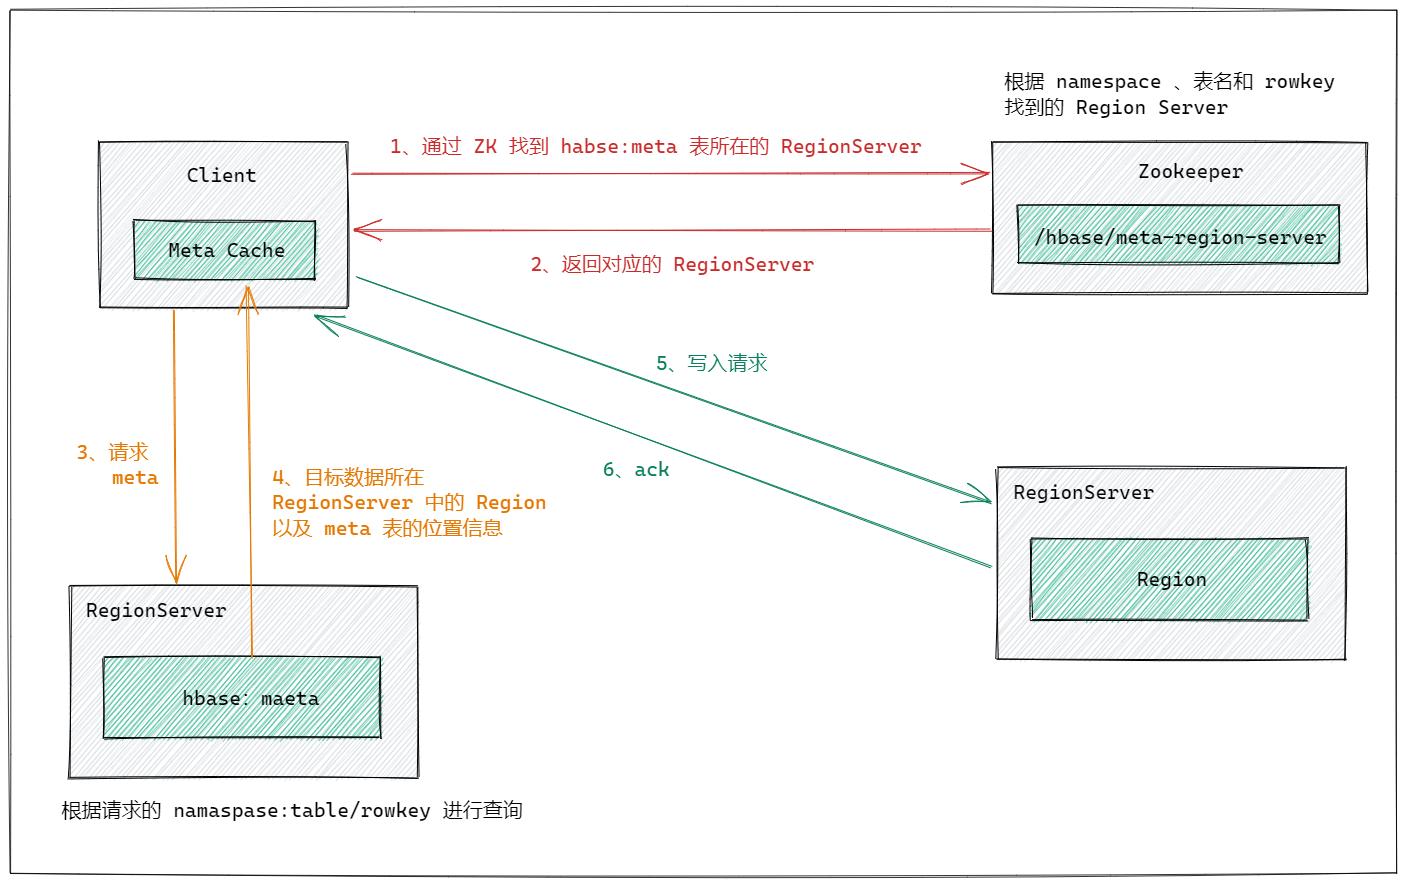 根据 namespace 、表名和 rowkey
找到的 Region Server
1、通过 ZK 找到 habse:meta 表所在的 RegionServer
Client
Zookeeper
Meta Cache
/hbase/meta-region-server
2、返回对应的 RegionServer
5、写入请求
3、请求
meta
4、目标数据所在
RegionServer 中的 Region
以及 meta 表的位置信息
6、ack
RegionServer
Region
RegionServer
hbase: maeta
根据请求的 namaspase:table/rowkey 进行查询